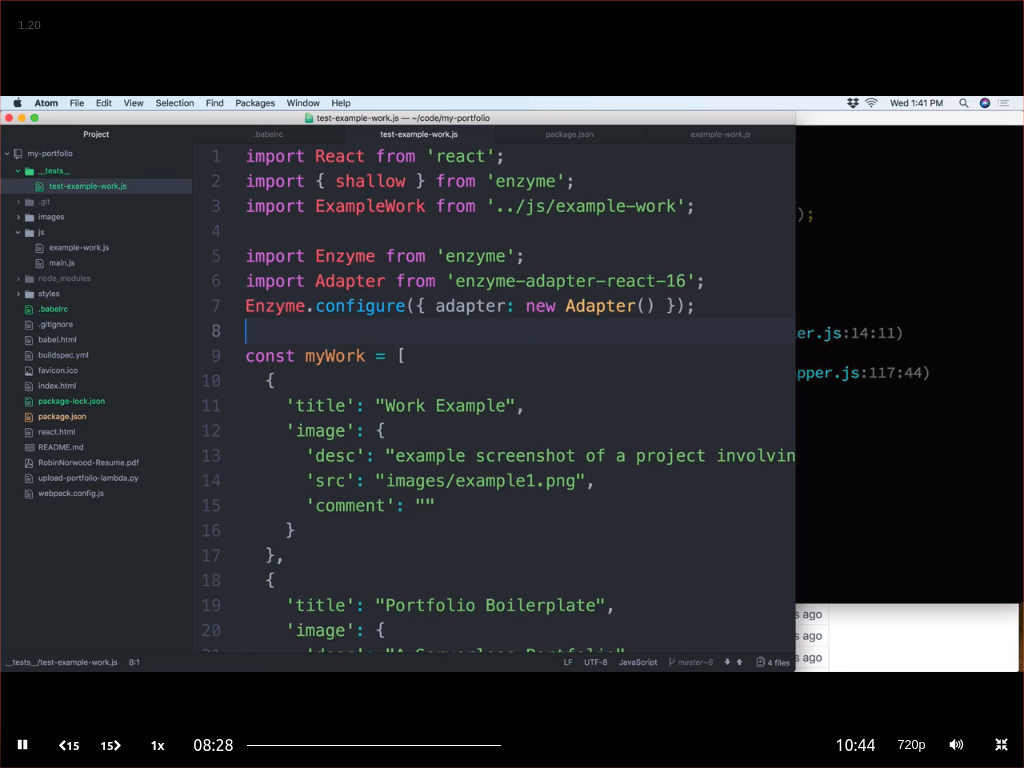 1.20
Atom File Edit View Selection Find Packages Window Help Wed 1:41 PM
test-example-work.js — ~/code/my-portfolio
Project
.babelrc test-example-work.js package.json example-work.js
my-portfolio
__tests__
test-example-work.js
.git
images
js
example-work.js
main.js
node_modules
styles
.babelrc
.gitignore
babel.html
buildspec.yml
favicon.ico
index.html
package-lock.json
package.json
react.html
README.md
RobinNorwood-Resume.pdf
upload-portfolio-lambda.py
webpack.config.js
1 import React from 'react';
2 import { shallow } from 'enzyme';
3 import ExampleWork from '../js/example-work';
4
5 import Enzyme from 'enzyme';
6 import Adapter from 'enzyme-adapter-react-16';
7 Enzyme.configure({ adapter: new Adapter() });
8
9 const myWork = [
10 {
11 'title': "Work Example",
12 'image': {
13 'desc': "example screenshot of a project involvin
14 'src': "images/example1.png",
15 'comment': ""
16 }
17 },
18 {
19 'title': "Portfolio Boilerplate",
20 'image': {
);
er.js:14:11)
pper.js:117:44)
s ago
s ago
s ago
__tests__/test-example-work.js 8:1 LF UTF-8 JavaScript master-6 4 files
15 15 1x 08:28 10:44 720p